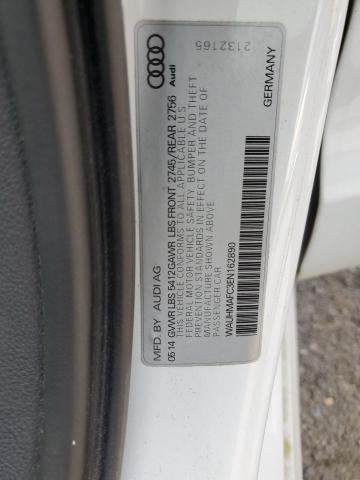 MFD. BY AUDI AG
05 14 GVWR LBS 5412GAWR LBS FRONT 2745/REAR 2756
THIS VEHICLE CONFORMS TO ALL APPLICABLE U.S.
FEDERAL MOTOR VEHICLE SAFETY, BUMPER AND THEFT
PREVENTION STANDARDS IN EFFECT ON THE DATE OF
MANUFACTURE SHOWN ABOVE
PASSENGER CAR
WAUHMAFC3EN162890
Audi
2132165
GERMANY